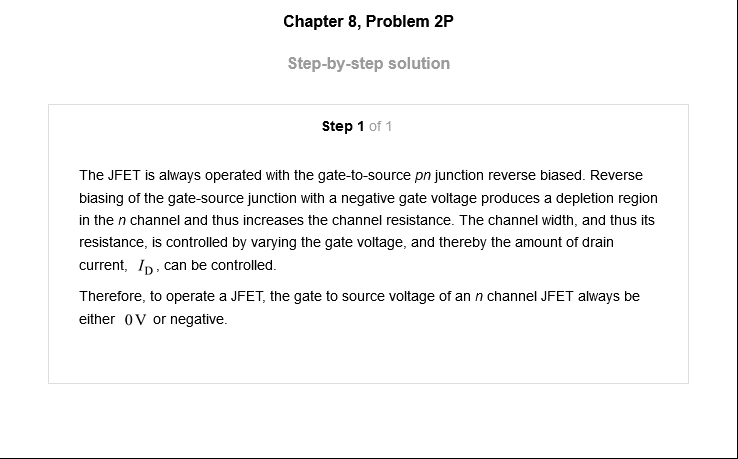 Chapter 8, Problem 2P
Step-by-step solution
Step 1 of 1
The JFET is always operated with the gate-to-source pn junction reverse biased. Reverse
biasing of the gate-source junction with a negative gate voltage produces a depletion region
in the n channel and thus increases the channel resistance. The channel width, and thus its
resistance, is controlled by varying the gate voltage, and thereby the amount of drain
current, I_D, can be controlled.
Therefore, to operate a JFET, the gate to source voltage of an n channel JFET always be
either 0 V or negative.